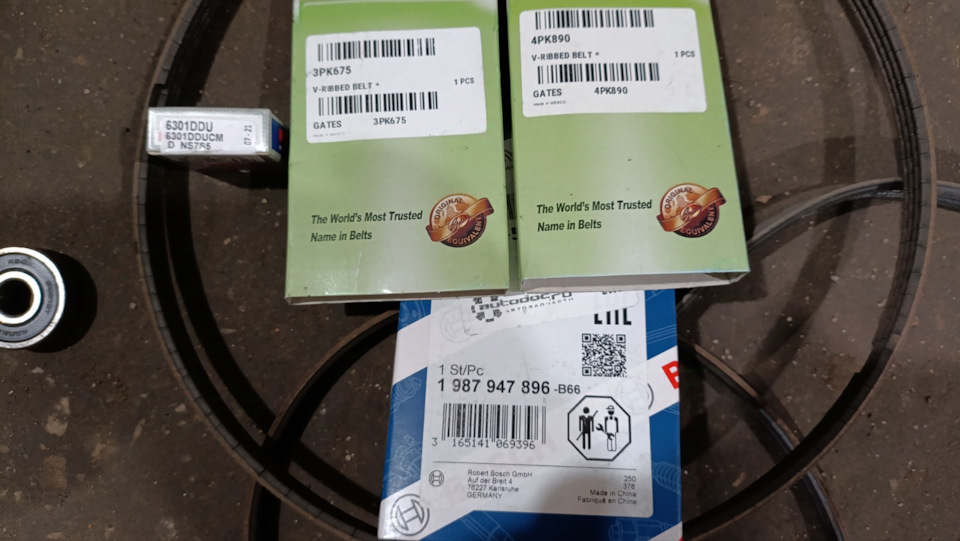 3PK675
V-RIBBED BELT *
1 PCS
GATES 3PK675
The World's Most Trusted
Name in Belts
ORIGINAL
EQUIVALENT
4PK890
V-RIBBED BELT *
1 PCS
GATES 4PK890
MADE IN MEXICO
The World's Most Trusted
Name in Belts
ORIGINAL
EQUIVALENT
6301DDU
6301DDUCM
07-21
1 St/Pc
1 987 947 896 -B66
3 165141 069396
Robert Bosch GmbH
Auf der Breit 4
76227 Karlsruhe
GERMANY
250
378
Made in China
Fabriqué en Chine